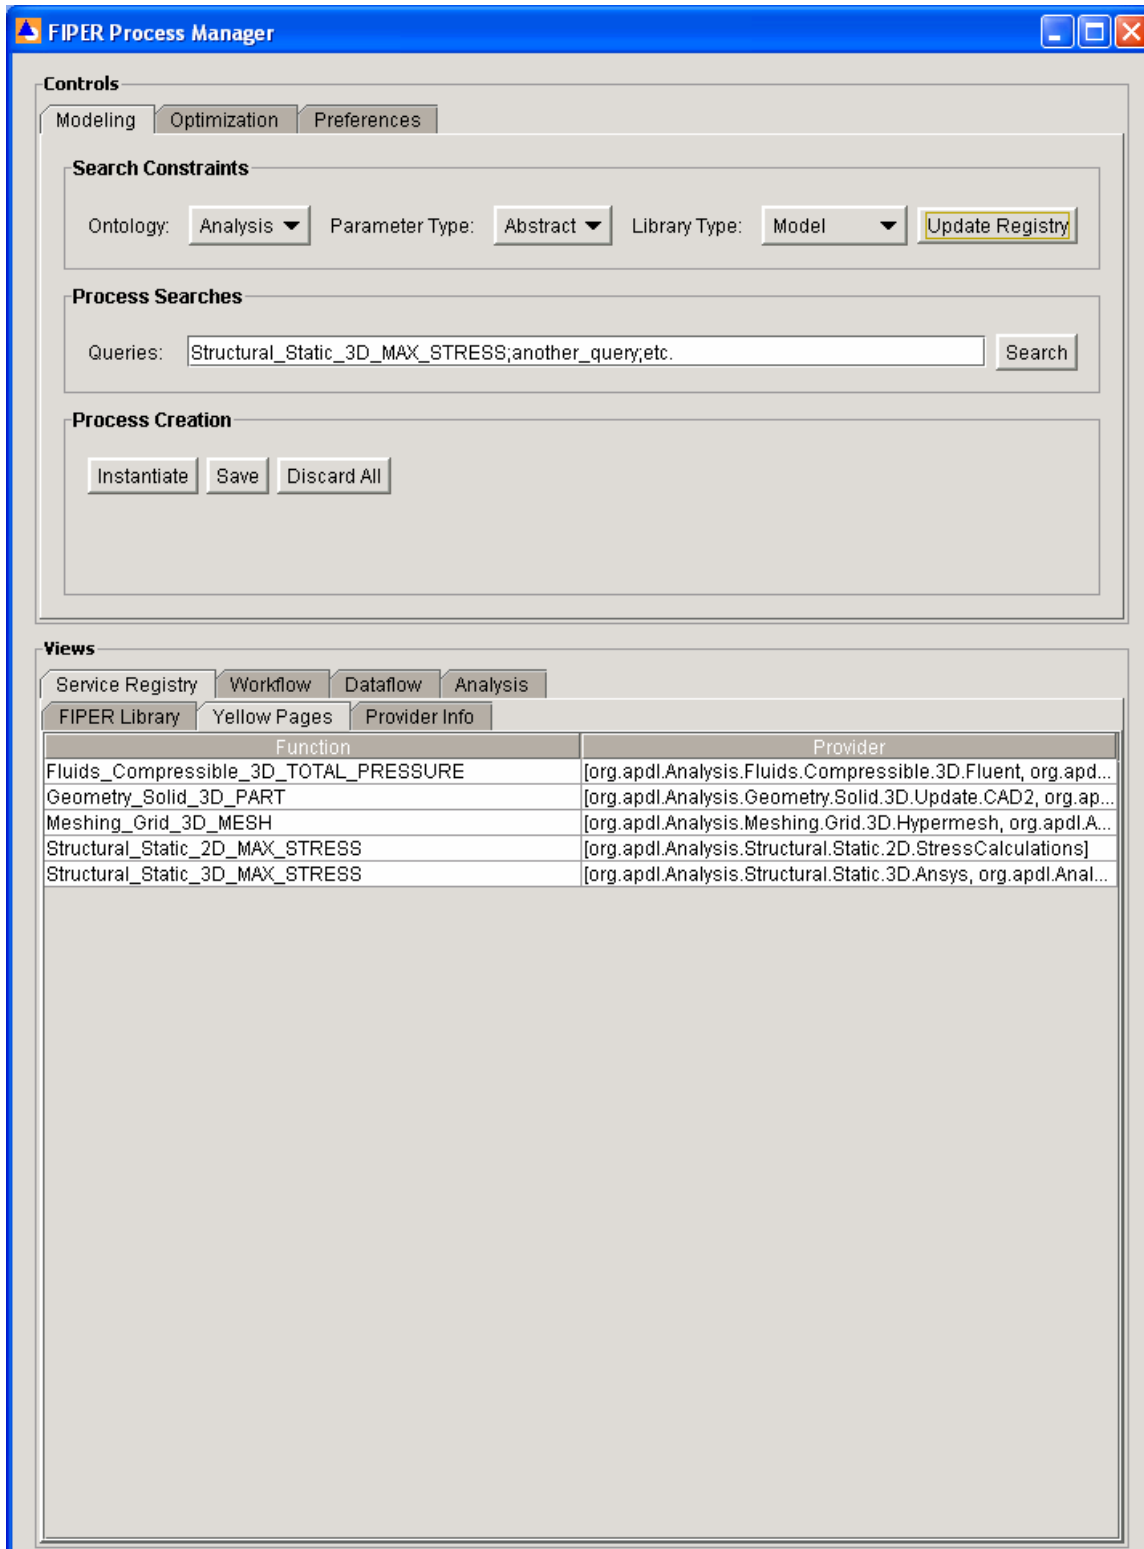 FIPER Process Manager
Controls
Modeling Optimization Preferences
Search Constraints
Ontology: Analysis Parameter Type: Abstract Library Type: Model Update Registry
Process Searches
Queries: Structural_Static_3D_MAX_STRESS;another_query;etc. Search
Process Creation
Instantiate Save Discard All
Views
Service Registry Workflow Dataflow Analysis
FIPER Library Yellow Pages Provider Info
Function Provider
Fluids_Compressible_3D_TOTAL_PRESSURE [org.apdl.Analysis.Fluids.Compressible.3D.Fluent, org.apd...
Geometry_Solid_3D_PART [org.apdl.Analysis.Geometry.Solid.3D.Update.CAD2, org.ap...
Meshing_Grid_3D_MESH [org.apdl.Analysis.Meshing.Grid.3D.Hypermesh, org.apdl.A...
Structural_Static_2D_MAX_STRESS [org.apdl.Analysis.Structural.Static.2D.StressCalculations]
Structural_Static_3D_MAX_STRESS [org.apdl.Analysis.Structural.Static.3D.Ansys, org.apdl.Anal...